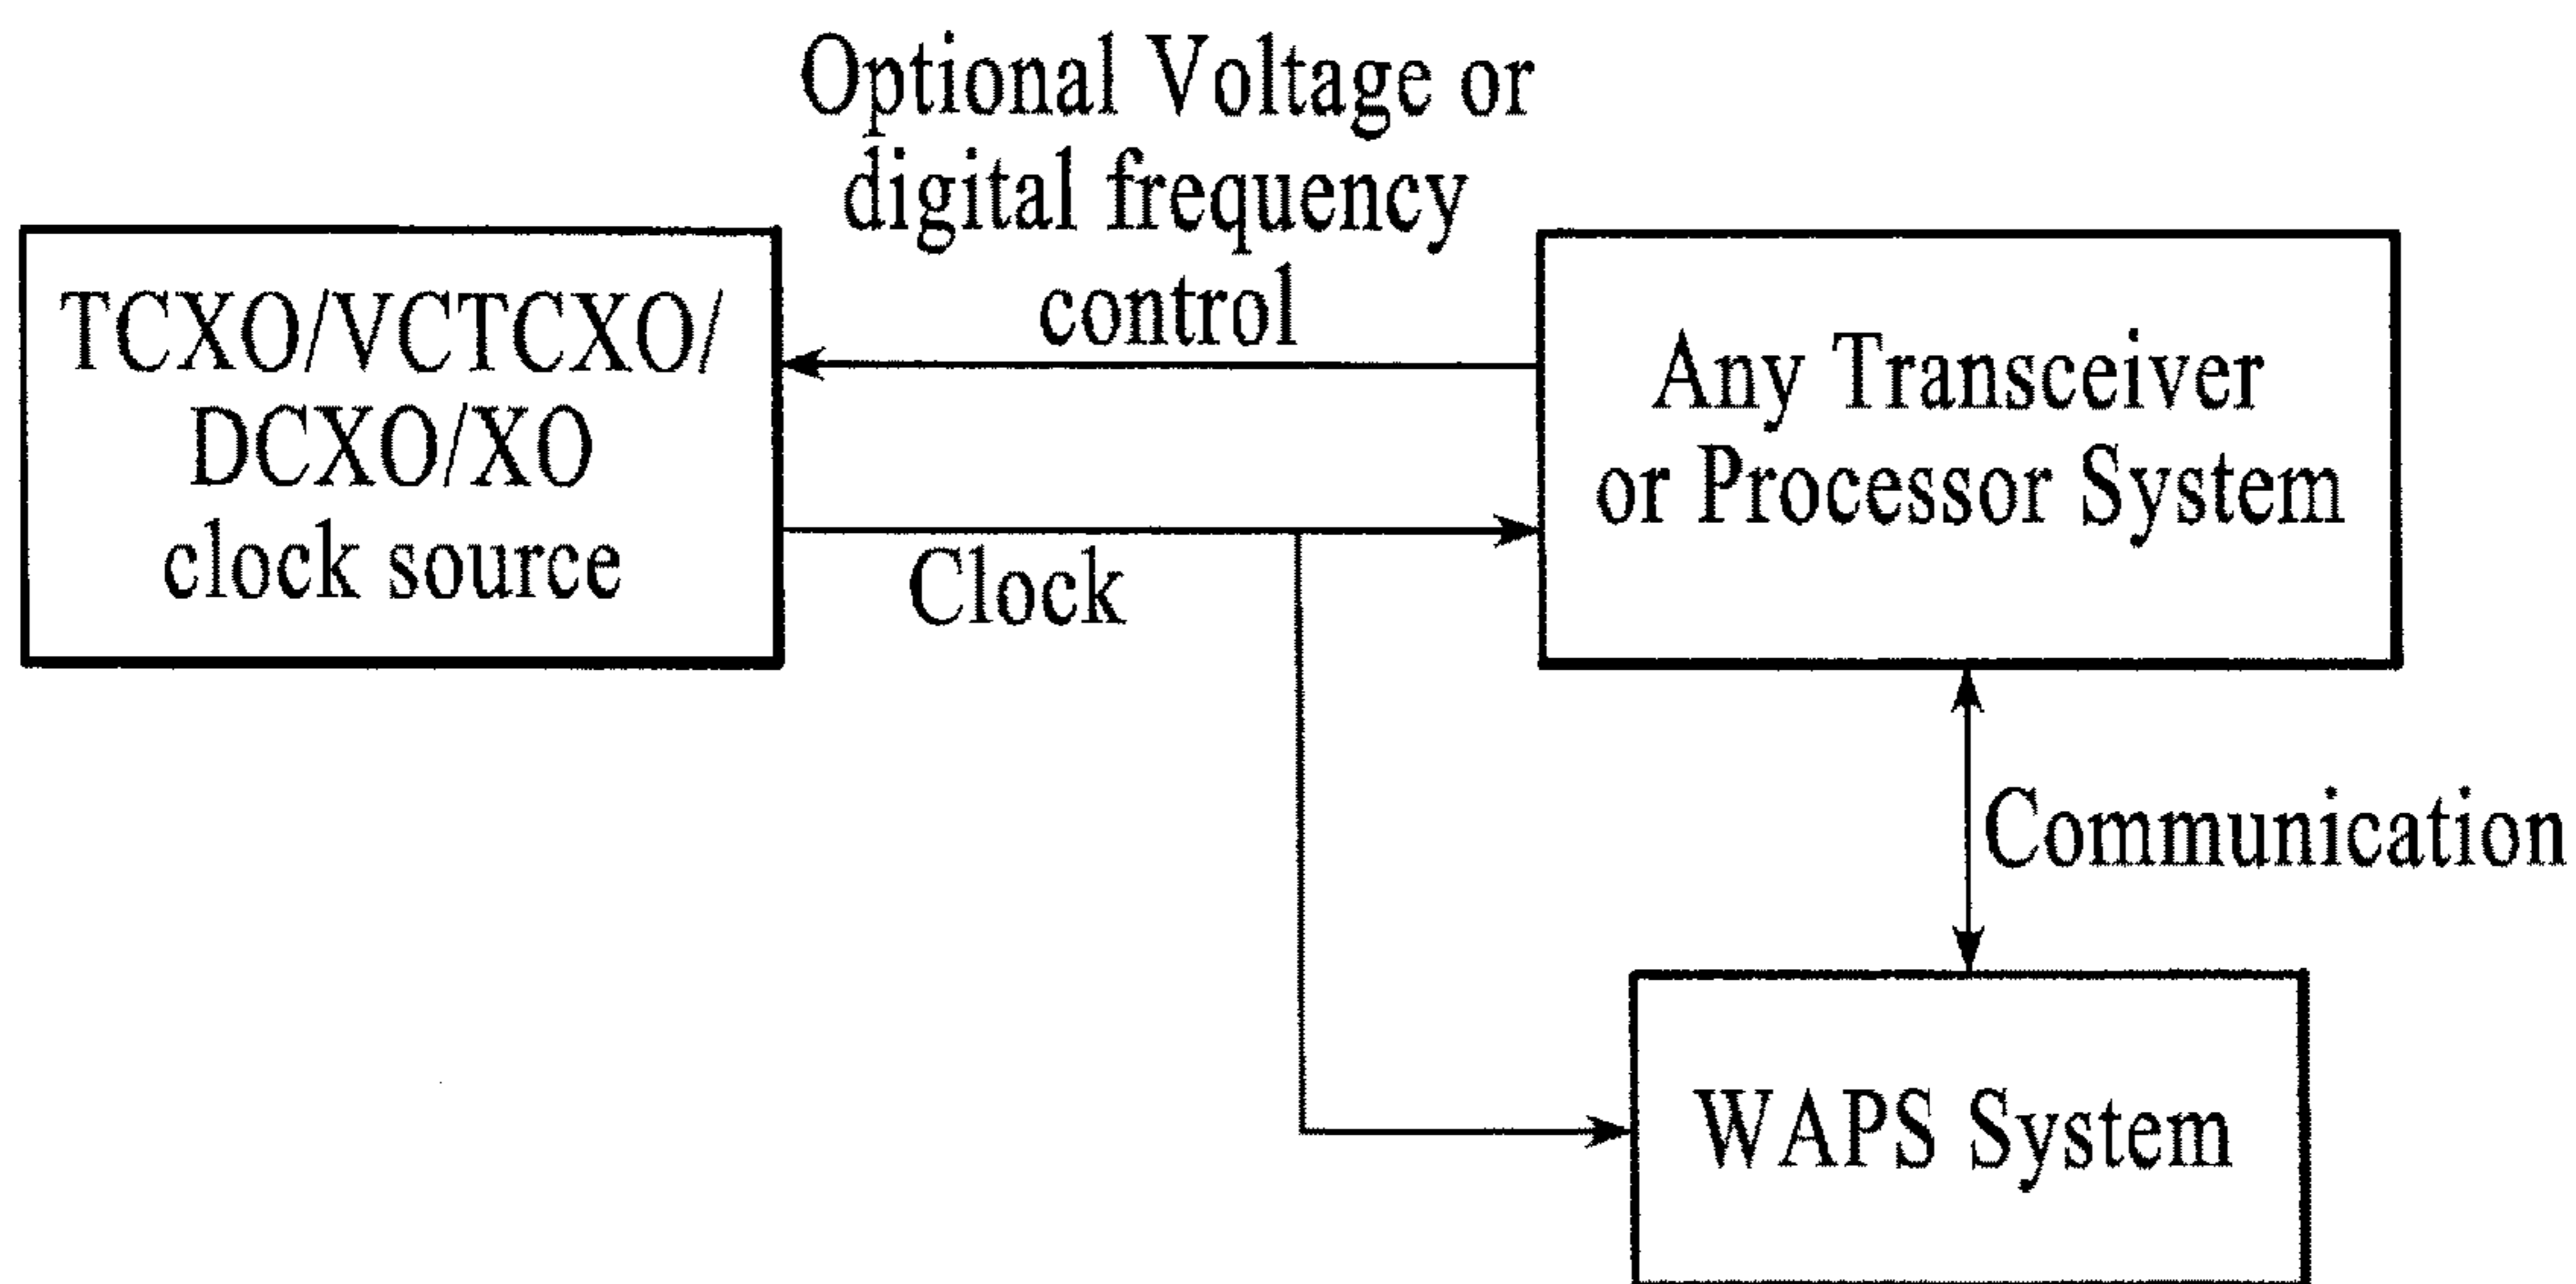 Optional Voltage or
digital frequency
control
TCXO/VCTCXO/
DCXO/XO
clock source
Any Transceiver
or Processor System
Clock
Communication
WAPS System